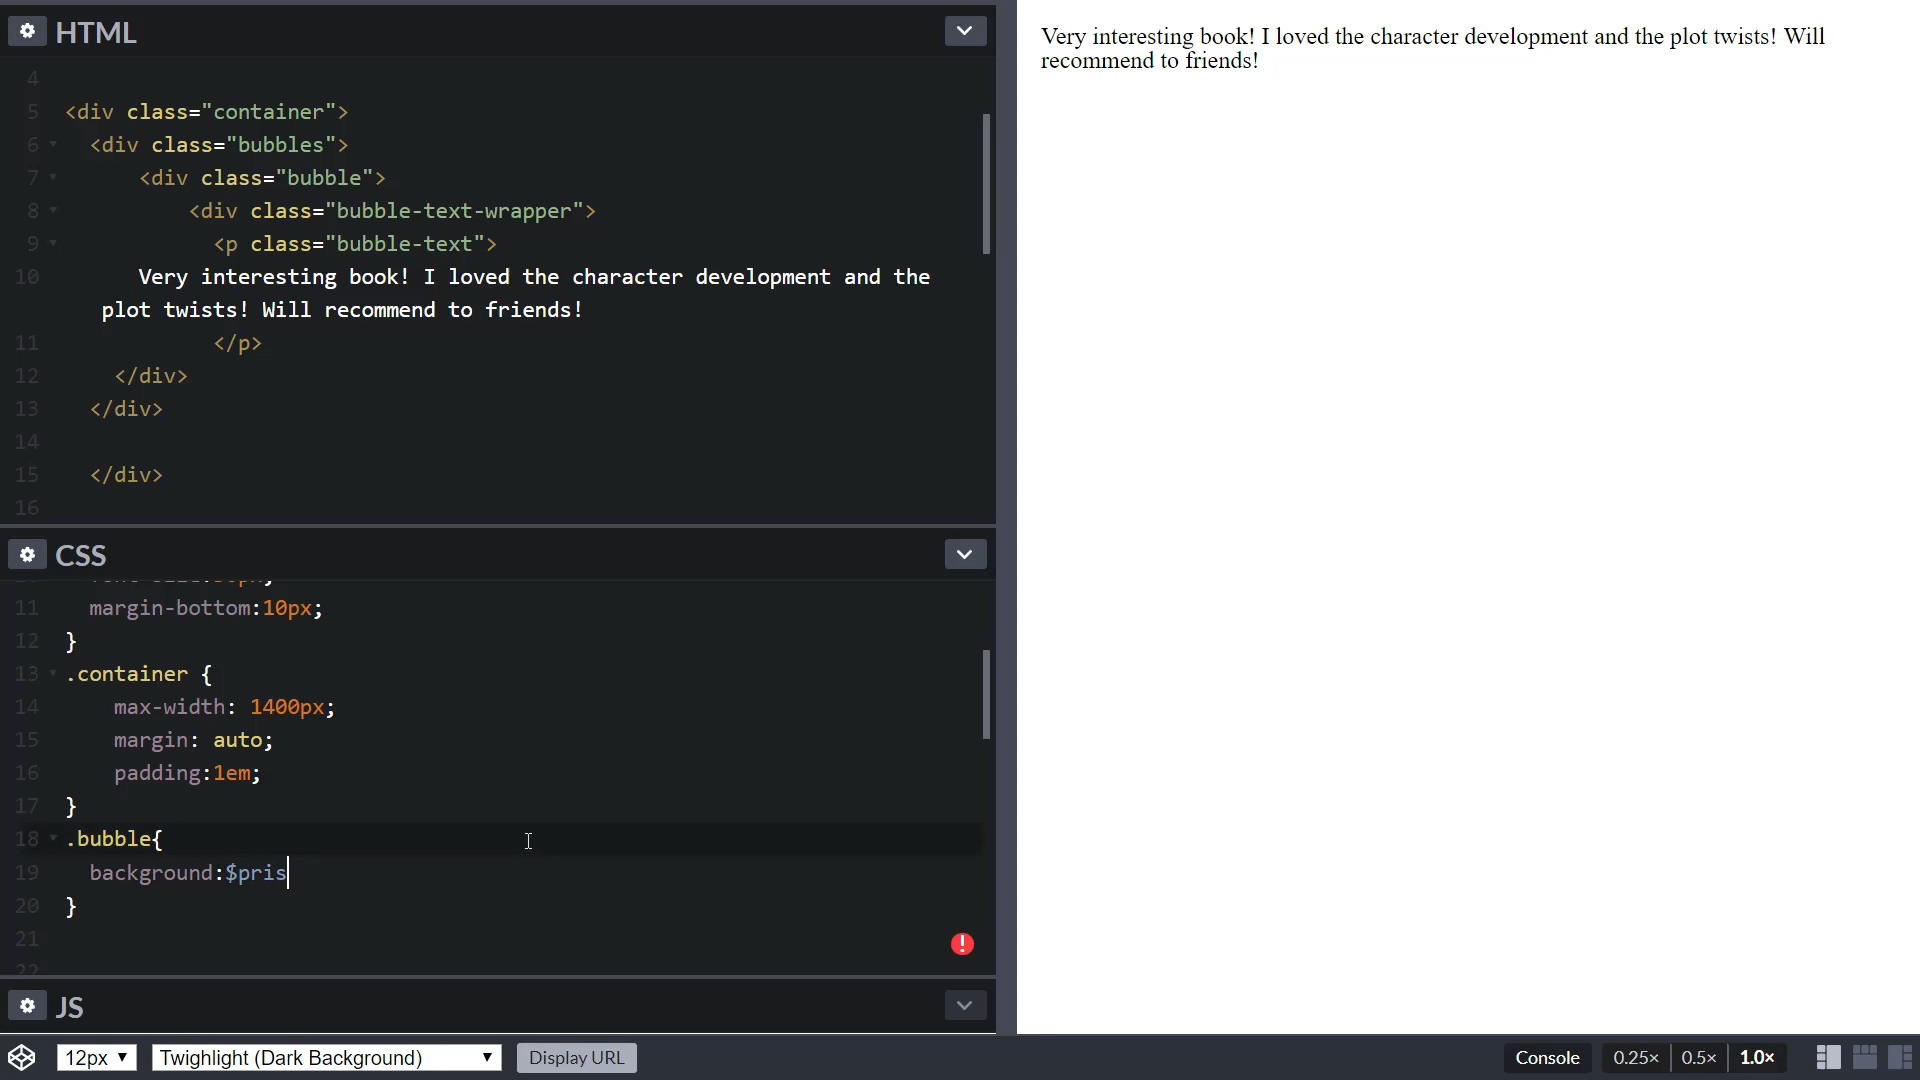 HTML
4
5 <div class="container">
6 <div class="bubbles">
7 <div class="bubble">
8 <div class="bubble-text-wrapper">
9 <p class="bubble-text">
10 Very interesting book! I loved the character development and the
plot twists! Will recommend to friends!
11 </p>
12 </div>
13 </div>
14
15 </div>
16
CSS
11 margin-bottom:10px;
12 }
13 .container {
14 max-width: 1400px;
15 margin: auto;
16 padding:1em;
17 }
18 .bubble{
19 background:$pris
20 }
21
22
JS
12px
Twighlight (Dark Background)
Display URL
Console 0.25× 0.5× 1.0×
Very interesting book! I loved the character development and the plot twists! Will
recommend to friends!